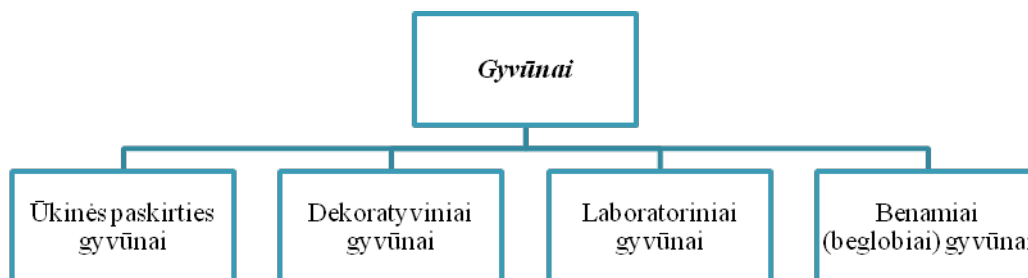 Gyvūnai
Ūkinės paskirties
gyvūnai
Dekoratyviniai
gyvūnai
Laboratoriniai
gyvūnai
Benamiai
(beglobiai) gyvūnai